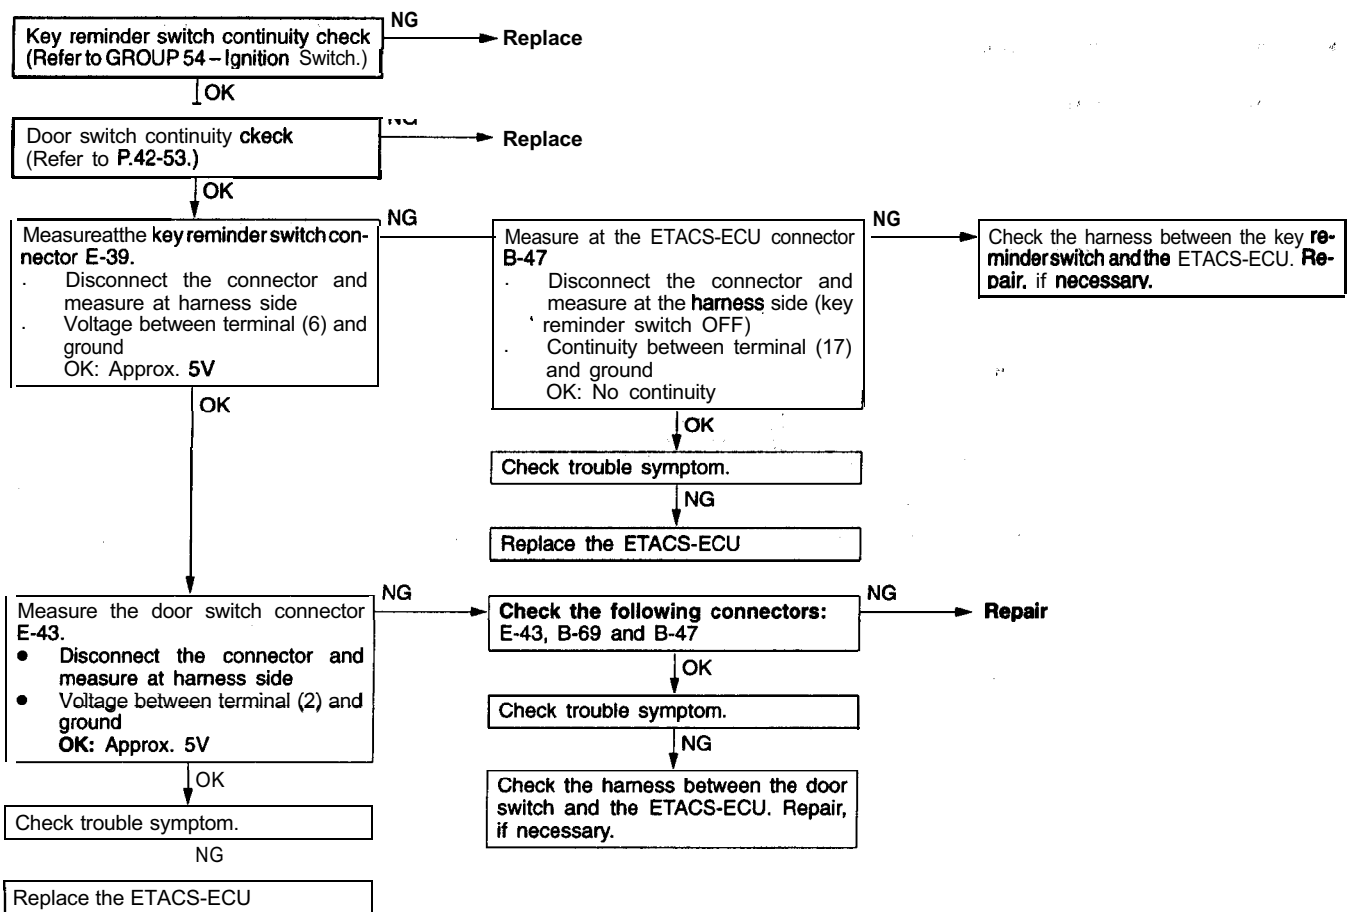 NG
Key reminder switch continuity check
(Refer to GROUP 54 – Ignition Switch.)
Replace
OK
NG
Door switch continuity ckeck
(Refer to P.42-53.)
Replace
OK
NG
Measureatthe key reminder switch con-
nector E-39.
. Disconnect the connector and
measure at harness side
. Voltage between terminal (6) and
ground
OK: Approx. 5V
Measure at the ETACS-ECU connector
B-47
. Disconnect the connector and
measure at the harness side (key
reminder switch OFF)
. Continuity between terminal (17)
and ground
OK: No continuity
NG
Check the harness between the key re-
minder switch and the ETACS-ECU. Re-
pair, if necessary.
OK
OK
Check trouble symptom.
NG
Replace the ETACS-ECU
Measure the door switch connector
E-43.
● Disconnect the connector and
measure at harness side
● Voltage between terminal (2) and
ground
OK: Approx. 5V
NG
Check the following connectors:
E-43, B-69 and B-47
NG
Repair
OK
Check trouble symptom.
NG
Check the harness between the door
switch and the ETACS-ECU. Repair,
if necessary.
OK
Check trouble symptom.
NG
Replace the ETACS-ECU